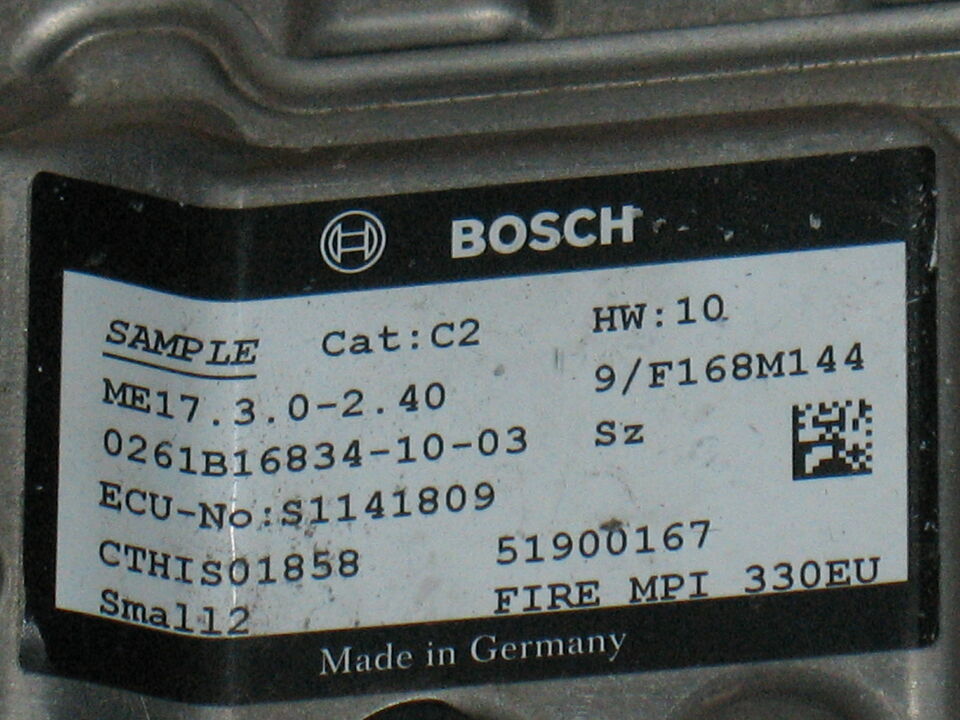 BOSCH
SAMPLE Cat:C2 HW:10
ME17.3.0-2.40 9/F168M144
0261B16834-10-03 Sz
ECU-No:S1141809
CTHIS01858 51900167
Small2 FIRE MPI 330EU
Made in Germany